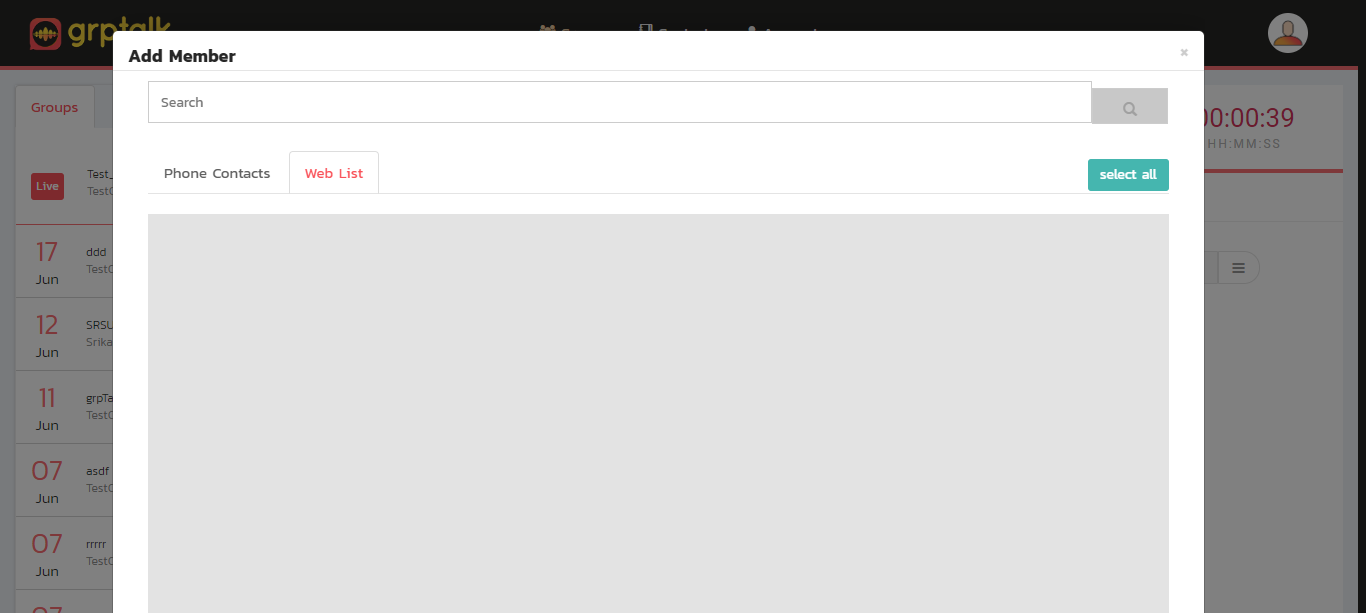 grptalk
Add Member
×
Search
Groups
00:00:39
HH:MM:SS
Phone Contacts
Web List
select all
Live
Test_
TestC
17
Jun
ddd
TestC
12
Jun
SRSU
Srika
11
Jun
grpTa
TestC
07
Jun
asdf
TestC
07
Jun
rrrrr
TestC
07